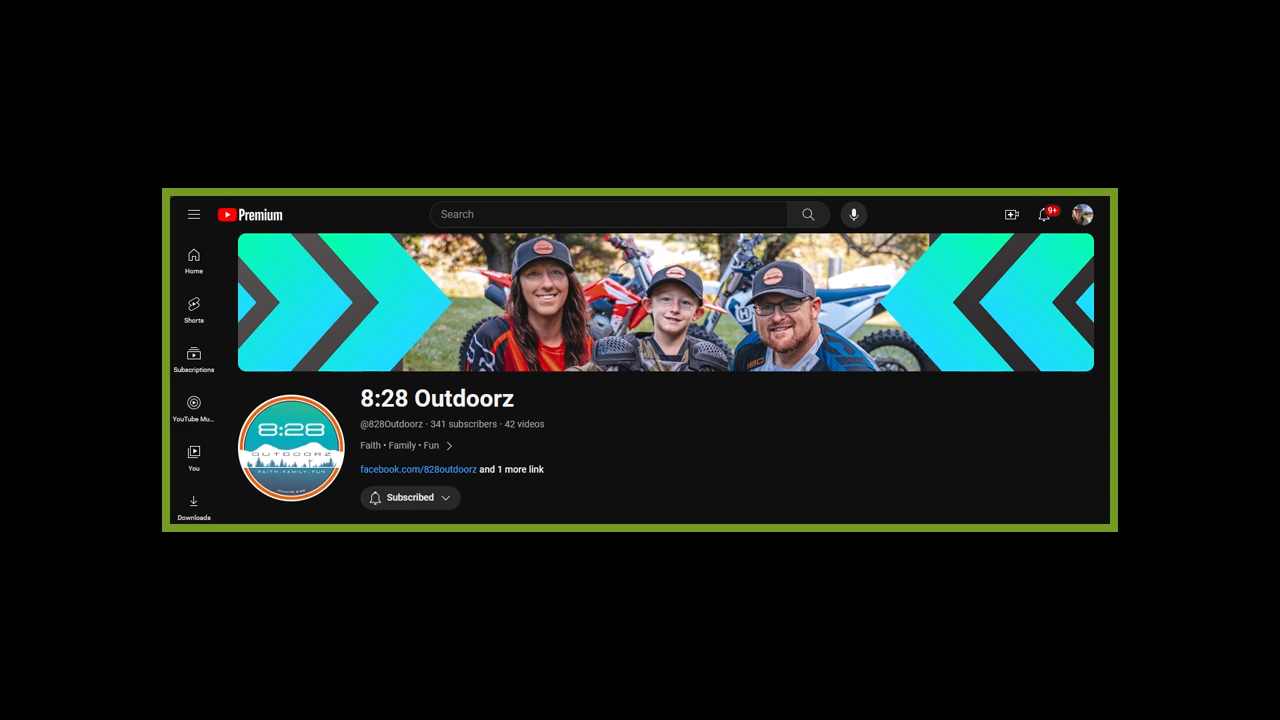 Premium
Search
9+
Home
Shorts
Subscriptions
YouTube Mu...
You
Downloads
8:28 Outdoorz
@828Outdoorz · 341 subscribers · 42 videos
Faith • Family • Fun
facebook.com/828outdoorz and 1 more link
Subscribed
8:28
OUTDOORZ
FAITH·FAMILY·FUN